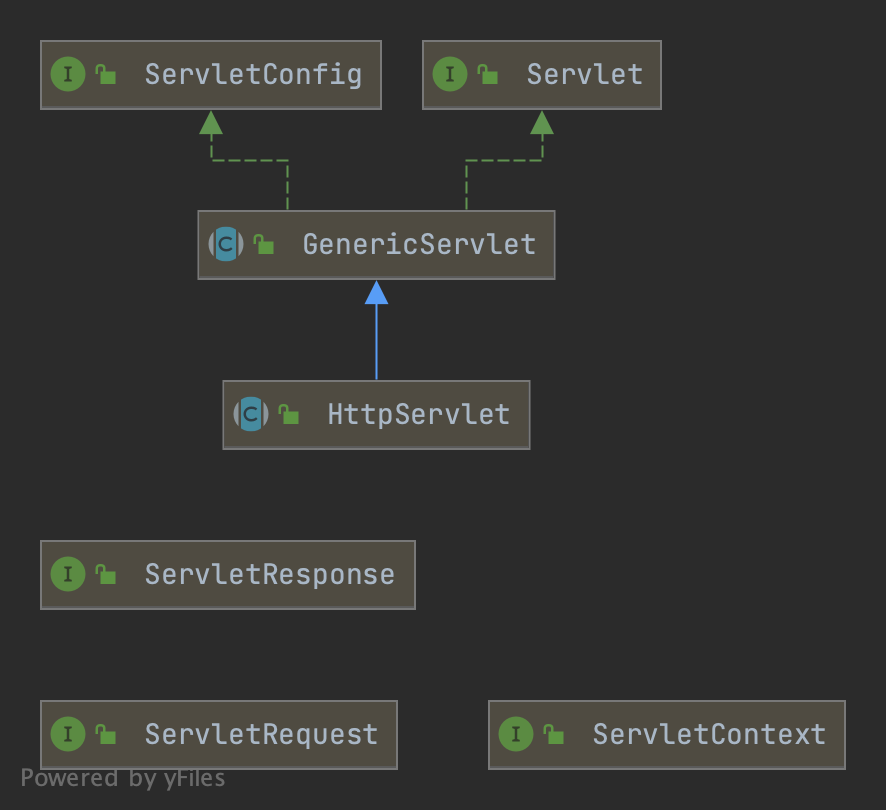 I ServletConfig
I Servlet
C GenericServlet
C HttpServlet
I ServletResponse
I ServletRequest
I ServletContext
Powered by yFiles